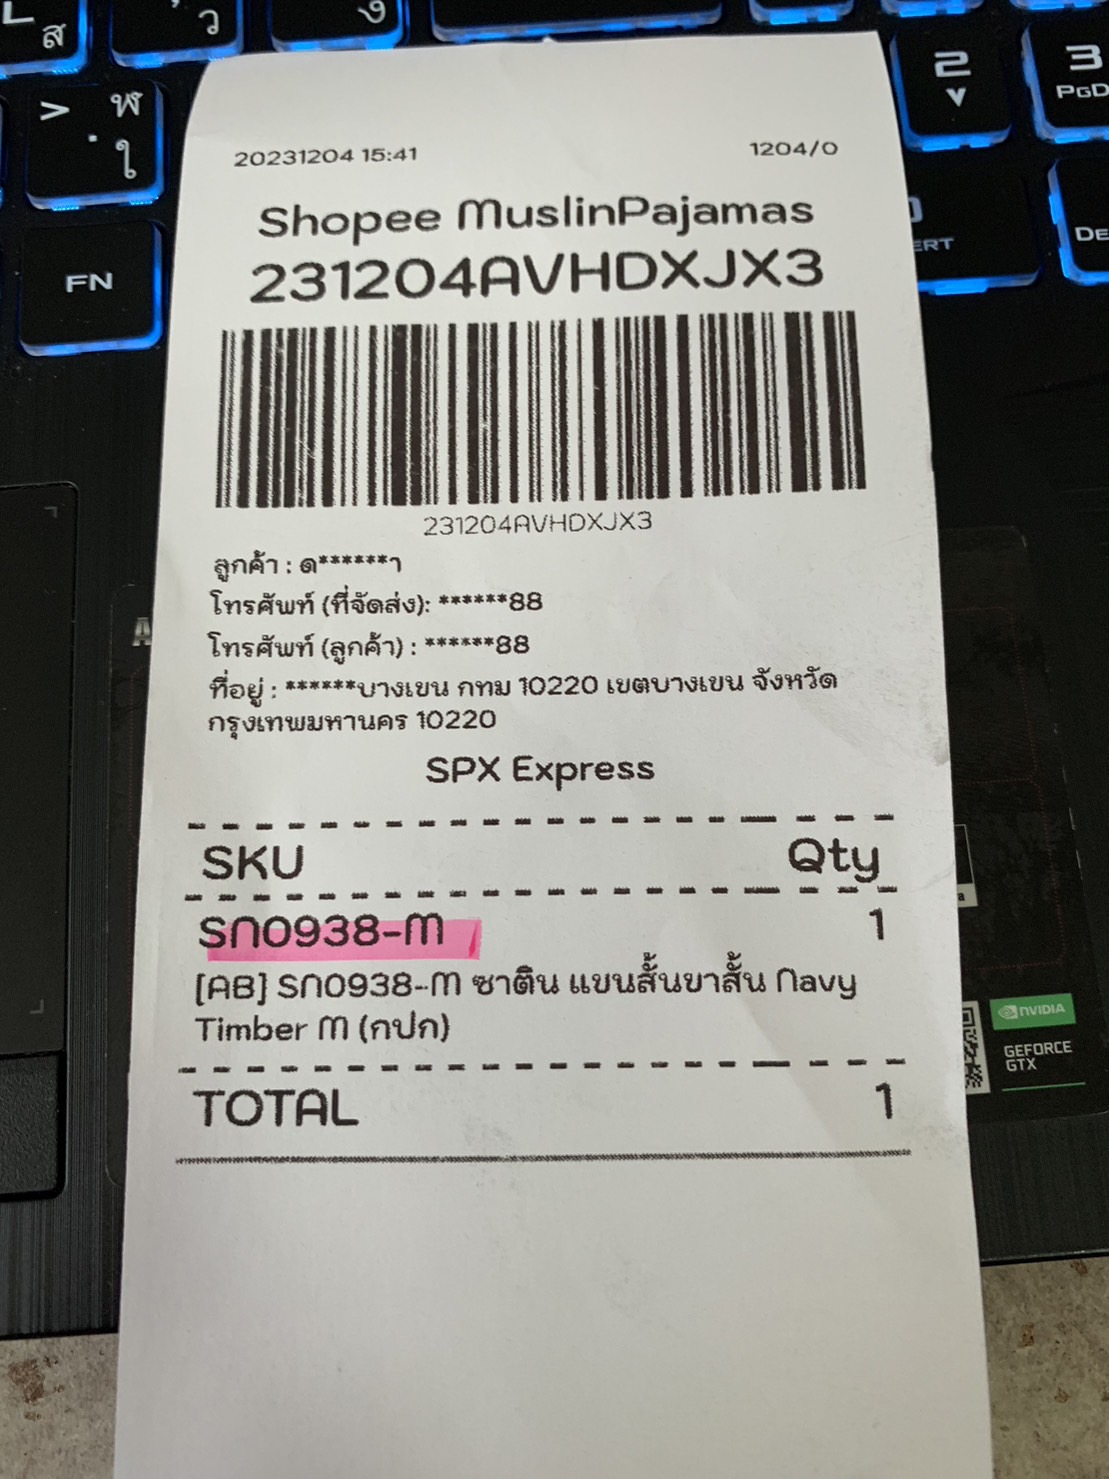 L ส
ว
ง
> ฬ
ใ
FN
2
3
PGD
ERT
DE
20231204 15:41 1204/0
Shopee MuslinPajamas
231204AVHDXJX3
231204AVHDXJX3
ลูกค้า : ด******า
โทรศัพท์ (ที่จัดส่ง): ******88
โทรศัพท์ (ลูกค้า) : ******88
ที่อยู่ : ******บางเขน กทม 10220 เขตบางเขน จังหวัด
กรุงเทพมหานคร 10220
SPX Express
SKU Qty
SN0938-M 1
[AB] SN0938-M ซาติน แขนสั้นขาสั้น Navy
Timber M (กปก)
TOTAL 1
NVIDIA
GEFORCE
GTX